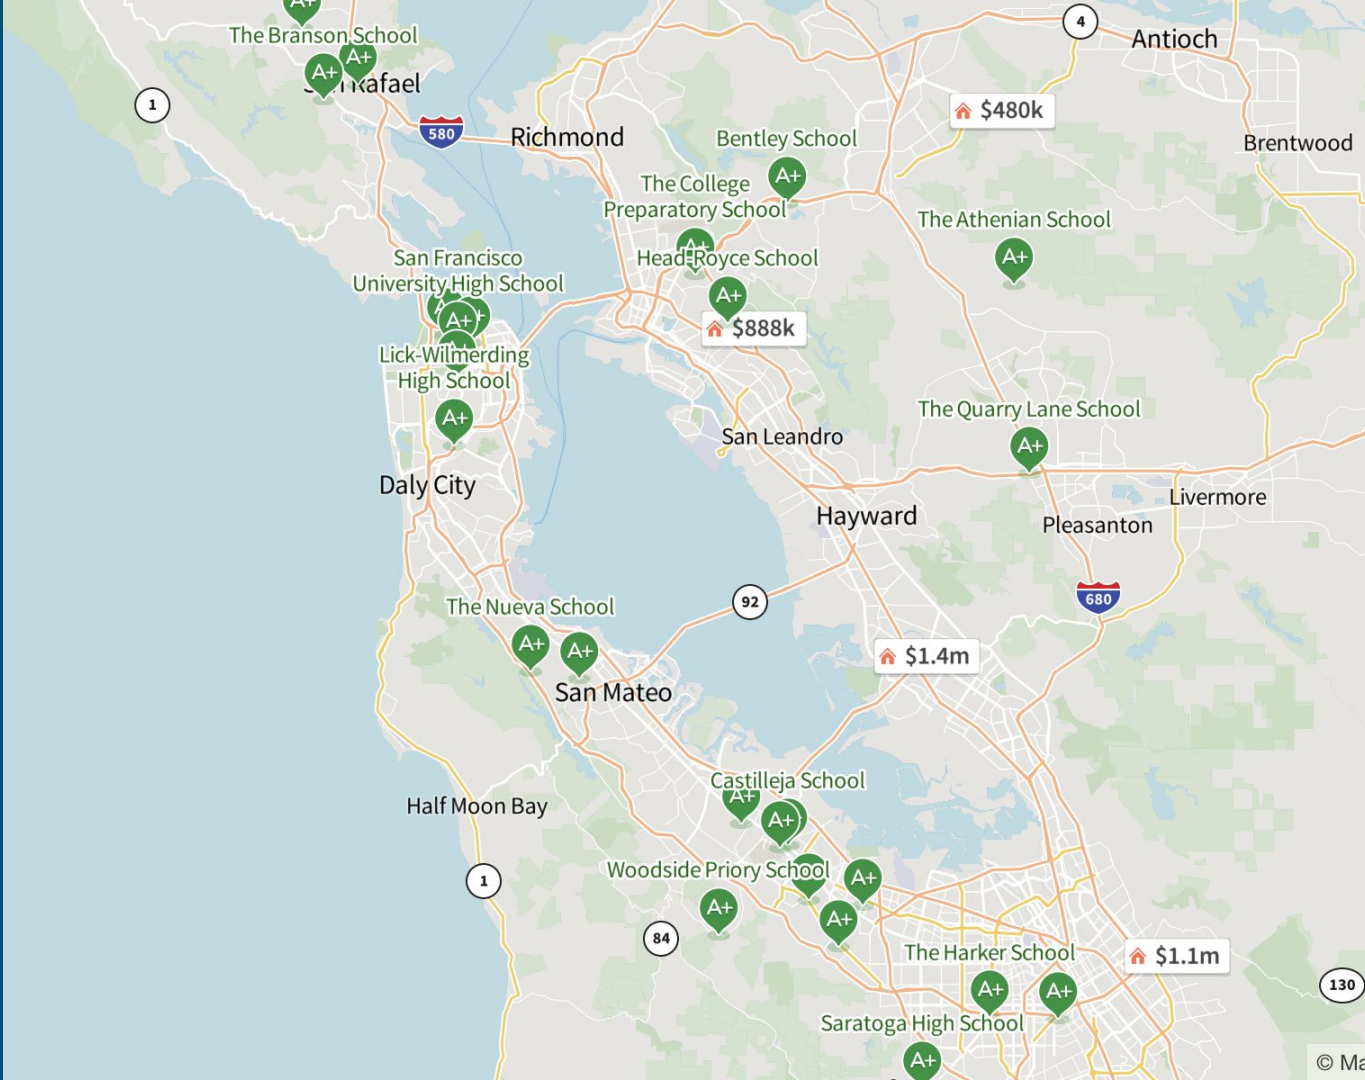 A+
The Branson School
4
Antioch
A+
A+
San Rafael
1
$480k
580
Richmond
Bentley School
Brentwood
A+
The College
Preparatory School
The Athenian School
A+
Head-Royce School
A+
San Francisco
University High School
A+
A+
$888k
A+
Lick-Wilmerding
High School
A+
The Quarry Lane School
A+
San Leandro
Daly City
Livermore
Hayward
Pleasanton
680
92
The Nueva School
A+
A+
$1.4m
San Mateo
Castilleja School
A+
Half Moon Bay
A+
Woodside Priory School
1
A+
A+
A+
84
The Harker School
$1.1m
130
A+
A+
Saratoga High School
A+
© Ma